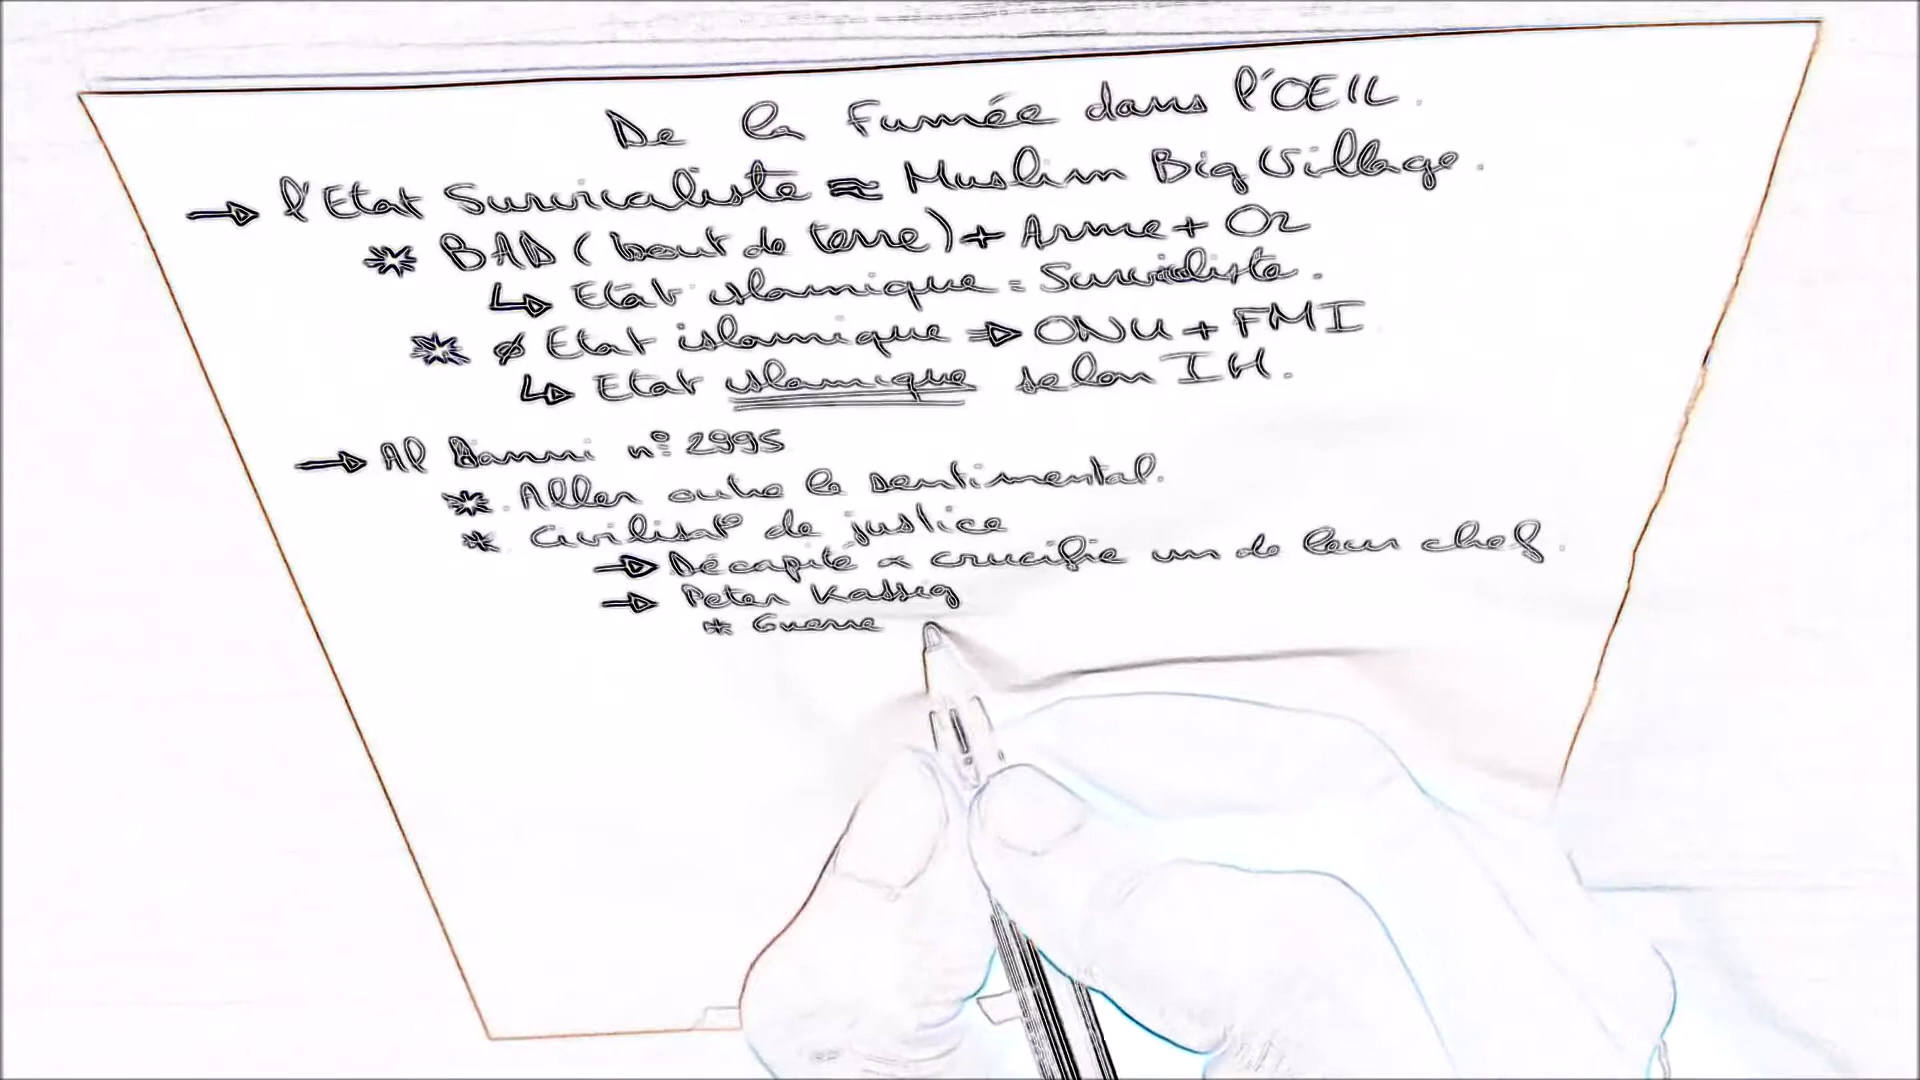 De la Fumée dans l'OEIL.
→ l'Etat Survivaliste ≈ Muslim Big Village.
* BAD (bout de terre) + Arme + Or
↳ Etat islamique = Survivaliste.
* ø Etat islamique ⇒ ONU + FMI
↳ Etat islamique selon IH.
→ Al n° 2995
* Aller outre le sentimental.
* Civilisat° de justice
→ Décapité crucifie un de leur chef.
→ Peter Kassig
* Guerre